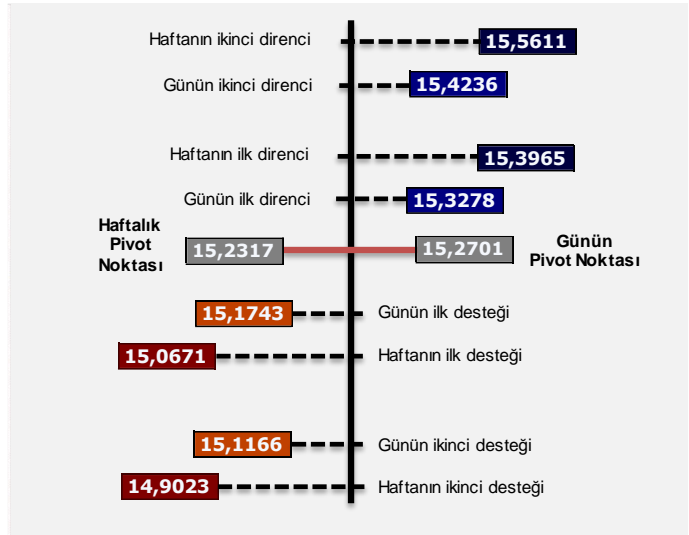 Haftanın ikinci direnci
15,5611
Günün ikinci direnci
15,4236
Haftanın ilk direnci
15,3965
Günün ilk direnci
15,3278
Haftalık
Pivot
Noktası
15,2317
15,2701
Günün
Pivot Noktası
15,1743
Günün ilk desteği
15,0671
Haftanın ilk desteği
15,1166
Günün ikinci desteği
14,9023
Haftanın ikinci desteği